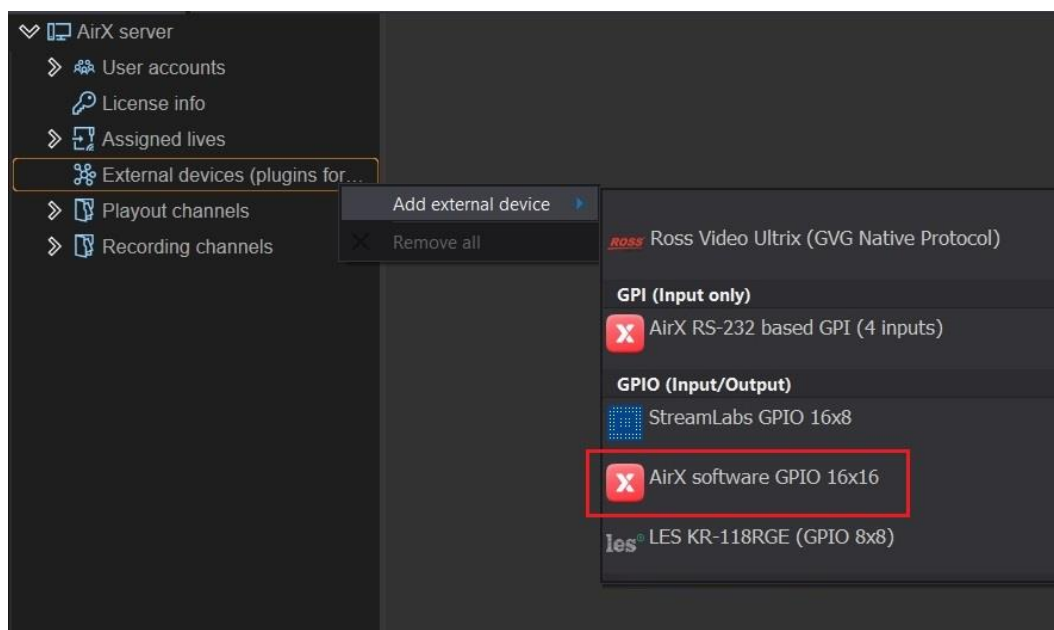 AirX server
User accounts
License info
Assigned lives
External devices (plugins for...
Playout channels
Recording channels
Add external device
Remove all
ROSS Ross Video Ultrix (GVG Native Protocol)
GPI (Input only)
X AirX RS-232 based GPI (4 inputs)
GPIO (Input/Output)
StreamLabs GPIO 16x8
X AirX software GPIO 16x16
les® LES KR-118RGE (GPIO 8x8)